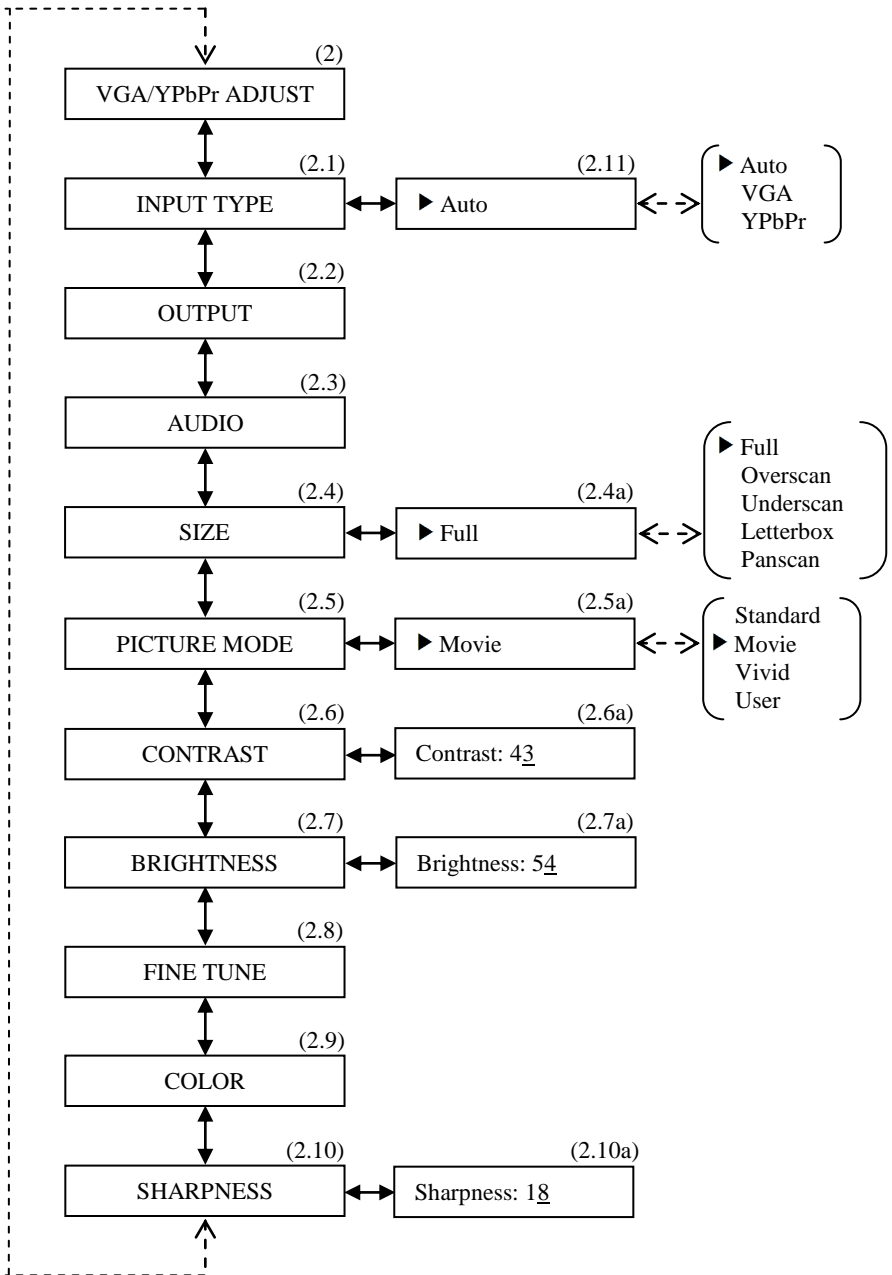 (2)
VGA/YPbPr ADJUST
(2.1)
INPUT TYPE
(2.11)
▶ Auto
▶ Auto
VGA
YPbPr
(2.2)
OUTPUT
(2.3)
AUDIO
(2.4)
SIZE
(2.4a)
▶ Full
▶ Full
Overscan
Underscan
Letterbox
Panscan
(2.5)
PICTURE MODE
(2.5a)
▶ Movie
Standard
▶ Movie
Vivid
User
(2.6)
CONTRAST
(2.6a)
Contrast: 43
(2.7)
BRIGHTNESS
(2.7a)
Brightness: 54
(2.8)
FINE TUNE
(2.9)
COLOR
(2.10)
SHARPNESS
(2.10a)
Sharpness: 18